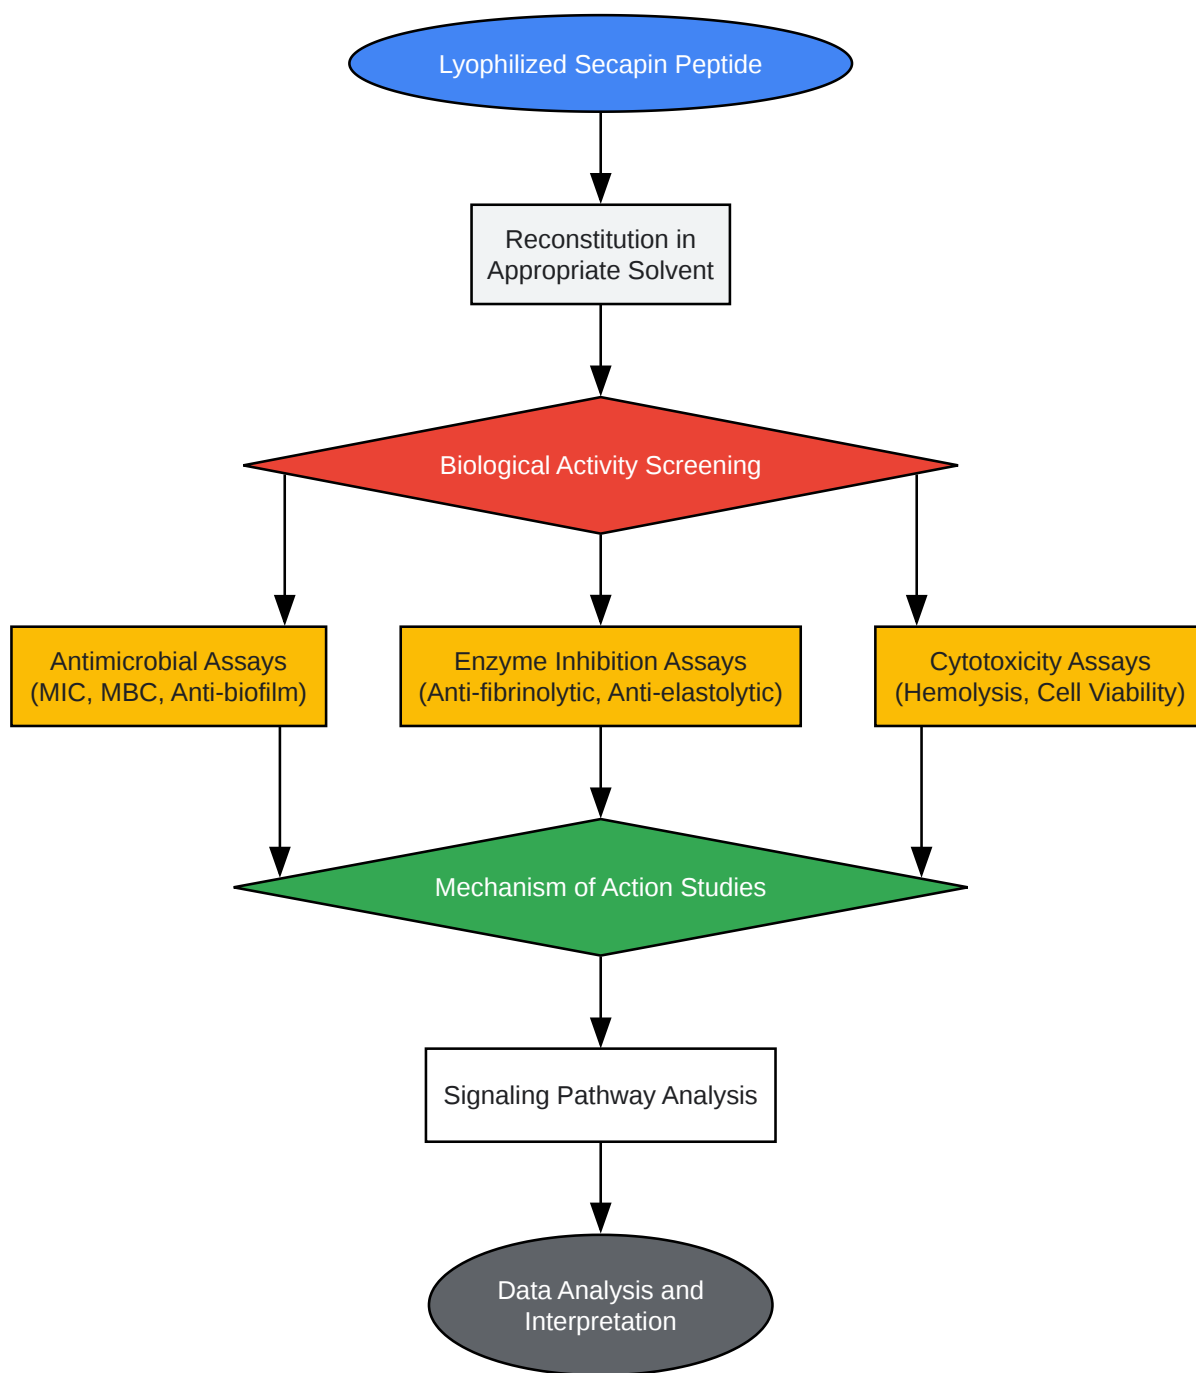 Lyophilized Secapin Peptide
Reconstitution in
Appropriate Solvent
Biological Activity Screening
Antimicrobial Assays
(MIC, MBC, Anti-biofilm)
Enzyme Inhibition Assays
(Anti-fibrinolytic, Anti-elastolytic)
Cytotoxicity Assays
(Hemolysis, Cell Viability)
Mechanism of Action Studies
Signaling Pathway Analysis
Data Analysis and
Interpretation